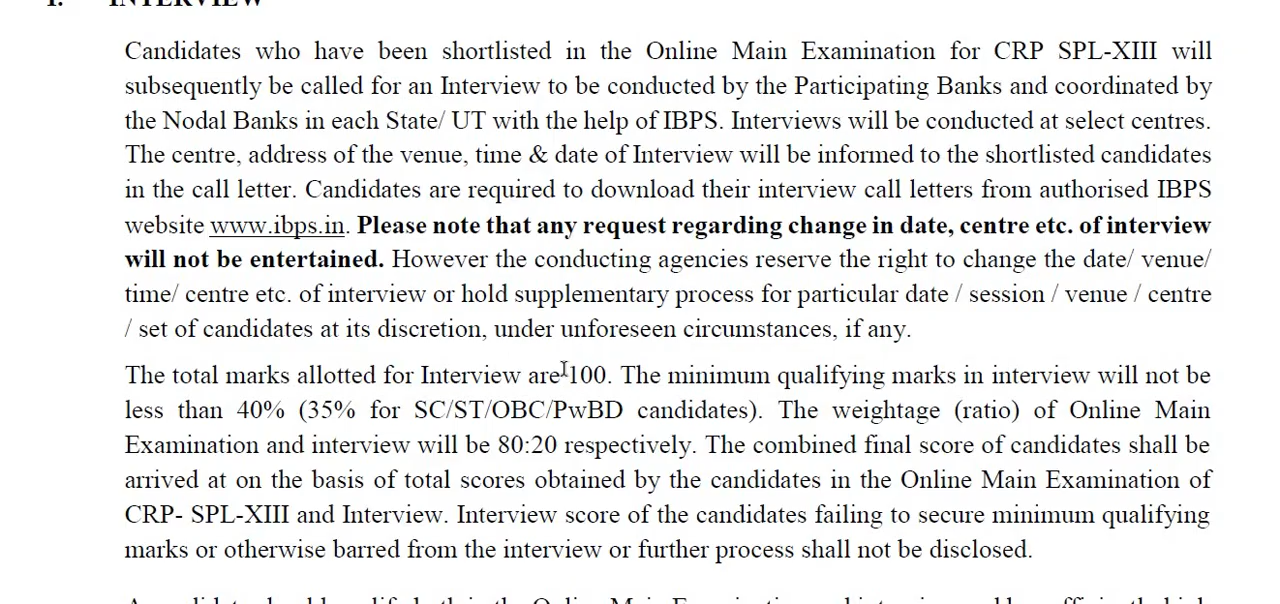 I. INTERVIEW
Candidates who have been shortlisted in the Online Main Examination for CRP SPL-XIII will
subsequently be called for an Interview to be conducted by the Participating Banks and coordinated by
the Nodal Banks in each State/ UT with the help of IBPS. Interviews will be conducted at select centres.
The centre, address of the venue, time & date of Interview will be informed to the shortlisted candidates
in the call letter. Candidates are required to download their interview call letters from authorised IBPS
website www.ibps.in. Please note that any request regarding change in date, centre etc. of interview
will not be entertained. However the conducting agencies reserve the right to change the date/ venue/
time/ centre etc. of interview or hold supplementary process for particular date / session / venue / centre
/ set of candidates at its discretion, under unforeseen circumstances, if any.
The total marks allotted for Interview are 100. The minimum qualifying marks in interview will not be
less than 40% (35% for SC/ST/OBC/PwBD candidates). The weightage (ratio) of Online Main
Examination and interview will be 80:20 respectively. The combined final score of candidates shall be
arrived at on the basis of total scores obtained by the candidates in the Online Main Examination of
CRP- SPL-XIII and Interview. Interview score of the candidates failing to secure minimum qualifying
marks or otherwise barred from the interview or further process shall not be disclosed.